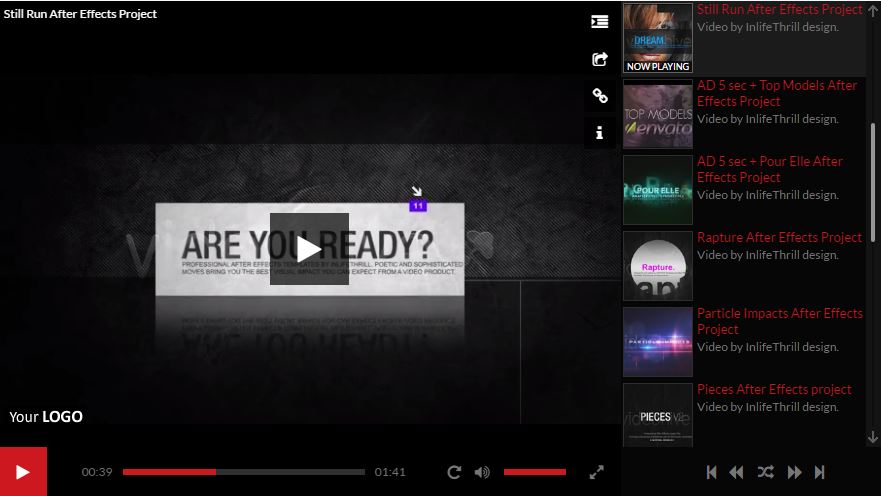 Still Run After Effects Project
ARE YOU READY?
PROFESSIONAL AFTER EFFECTS TEMPLATES BY INLIFETHRILL. POETIC AND SOPHISTICATED
MOVES BRING YOU THE BEST VISUAL IMPACT YOU CAN EXPECT FROM A VIDEO PRODUCT.
11
Your LOGO
00:39
01:41
DREAM.
NOW PLAYING
Still Run After Effects Project
Video by InlifeThrill design.
TOP MODELS
envato
AD 5 sec + Top Models After
Effects Project
Video by InlifeThrill design.
POUR ELLE
AD 5 sec + Pour Elle After
Effects Project
Video by InlifeThrill design.
Rapture.
Rapture After Effects Project
Video by InlifeThrill design.
PARTICLE IMPACTS
Particle Impacts After Effects
Project
Video by InlifeThrill design.
PIECES V2
Pieces After Effects project
Video by InlifeThrill design.